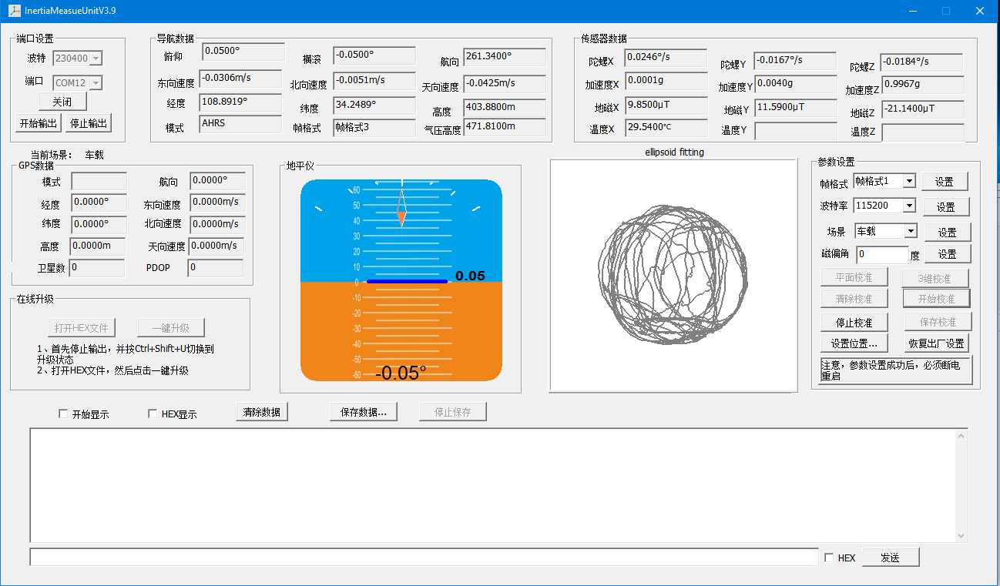 InertiaMeasueUnitV3.9
端口设置
波特 230400
端口 COM12
关闭
开始输出 停止输出
导航数据
俯仰 0.0500° 横滚 -0.0500° 航向 261.3400°
东向速度 -0.0306m/s 北向速度 -0.0051m/s 天向速度 -0.0425m/s
经度 108.8919° 纬度 34.2489° 高度 403.8800m
模式 AHRS 帧格式 帧格式3 气压高度 471.8100m
传感器数据
陀螺X 0.0246°/s 陀螺Y -0.0167°/s 陀螺Z -0.0184°/s
加速度X 0.0001g 加速度Y 0.0040g 加速度Z 0.9967g
地磁X 9.8500μT 地磁Y 11.5900μT 地磁Z -21.1400μT
温度X 29.5400℃ 温度Y 温度Z
当前场景： 车载
GPS数据
模式 航向 0.0000°
经度 0.0000° 东向速度 0.0000m/s
纬度 0.0000° 北向速度 0.0000m/s
高度 0.0000m 天向速度 0.0000m/s
卫星数 0 PDOP 0
在线升级
打开HEX文件 一键升级
1、首先停止输出，并按Ctrl+Shift+U切换到
升级状态
2、打开HEX文件，然后点击一键升级
地平仪
60
50
40
30
20
10
0
-10
-20
-30
-40
-50
-60
0.05
-0.05°
ellipsoid fitting
参数设置
帧格式 帧格式1 设置
波特率 115200 设置
场景 车载 设置
磁偏角 0 度 设置
平面校准 3维校准
清除校准 开始校准
停止校准 保存校准
设置位置... 恢复出厂设置
注意，参数设置成功后，必须断电
重启
开始显示 HEX显示 清除数据 保存数据... 停止保存
HEX 发送